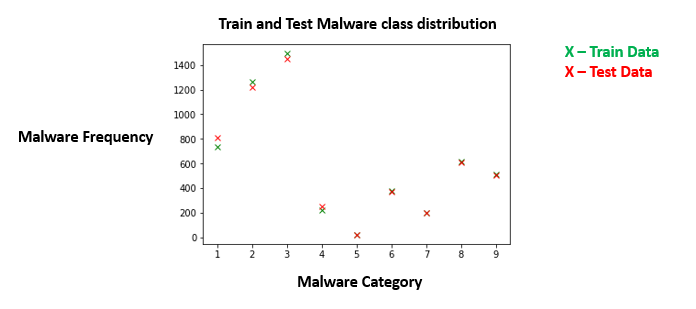 Train and Test Malware class distribution
X – Train Data
X – Test Data
Malware Frequency
1400
1200
1000
800
600
400
200
0
1 2 3 4 5 6 7 8 9
Malware Category